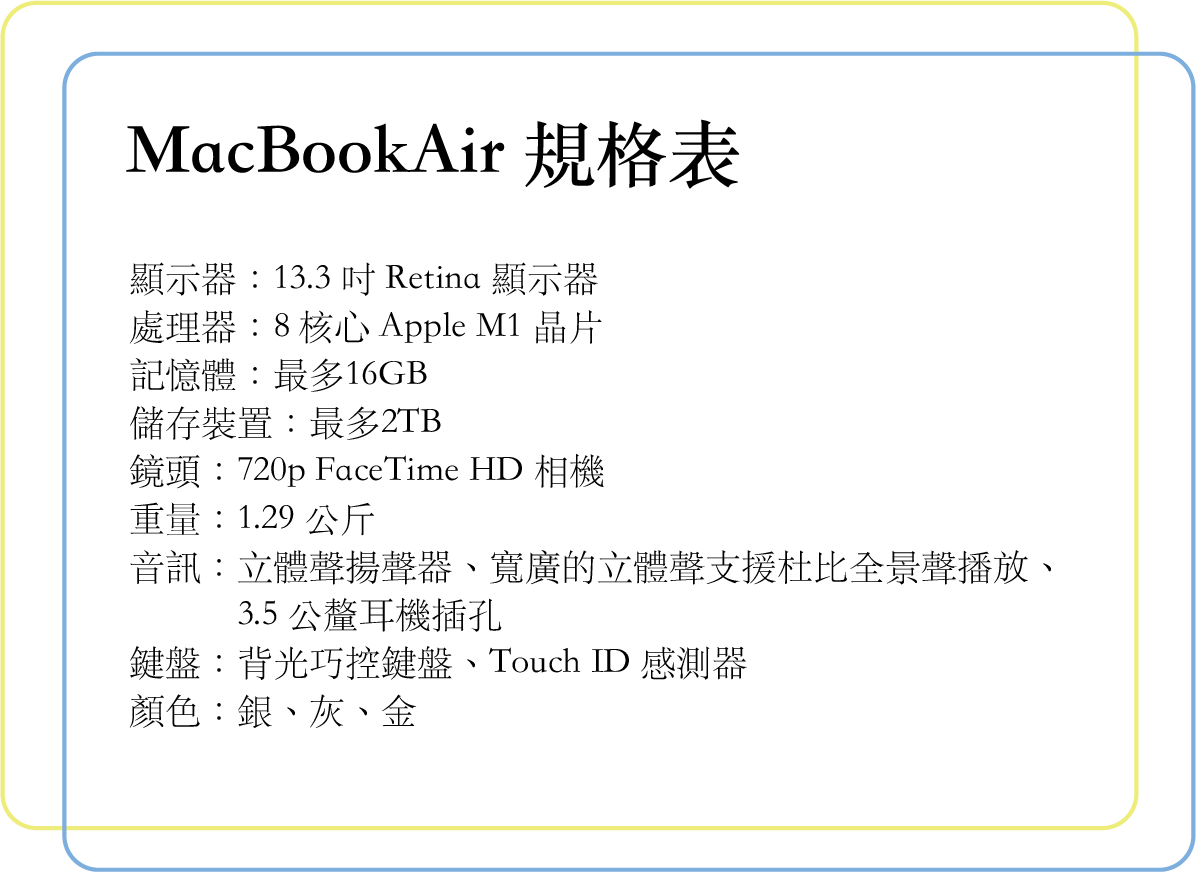 MacBookAir 規格表
顯示器：13.3 吋 Retina 顯示器
處理器：8 核心 Apple M1 晶片
記憶體：最多16GB
儲存裝置：最多2TB
鏡頭：720p FaceTime HD 相機
重量：1.29 公斤
音訊：立體聲揚聲器、寬廣的立體聲支援杜比全景聲播放、
3.5 公釐耳機插孔
鍵盤：背光巧控鍵盤、Touch ID 感測器
顏色：銀、灰、金